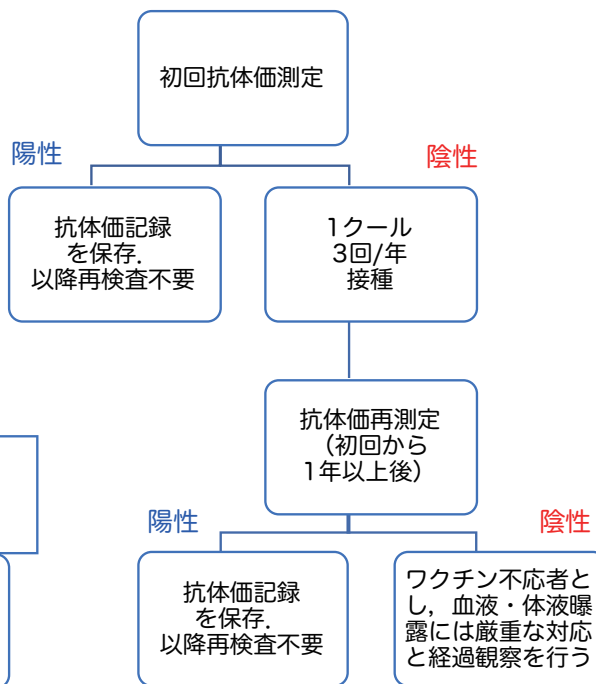 初回抗体価測定
陽性
陰性
抗体価記録
を保存.
以降再検査不要
1クール
3回/年
接種
抗体価再測定
（初回から
1年以上後）
陽性
陰性
抗体価記録
を保存.
以降再検査不要
ワクチン不応者と
し，血液・体液曝
露には厳重な対応
と経過観察を行う